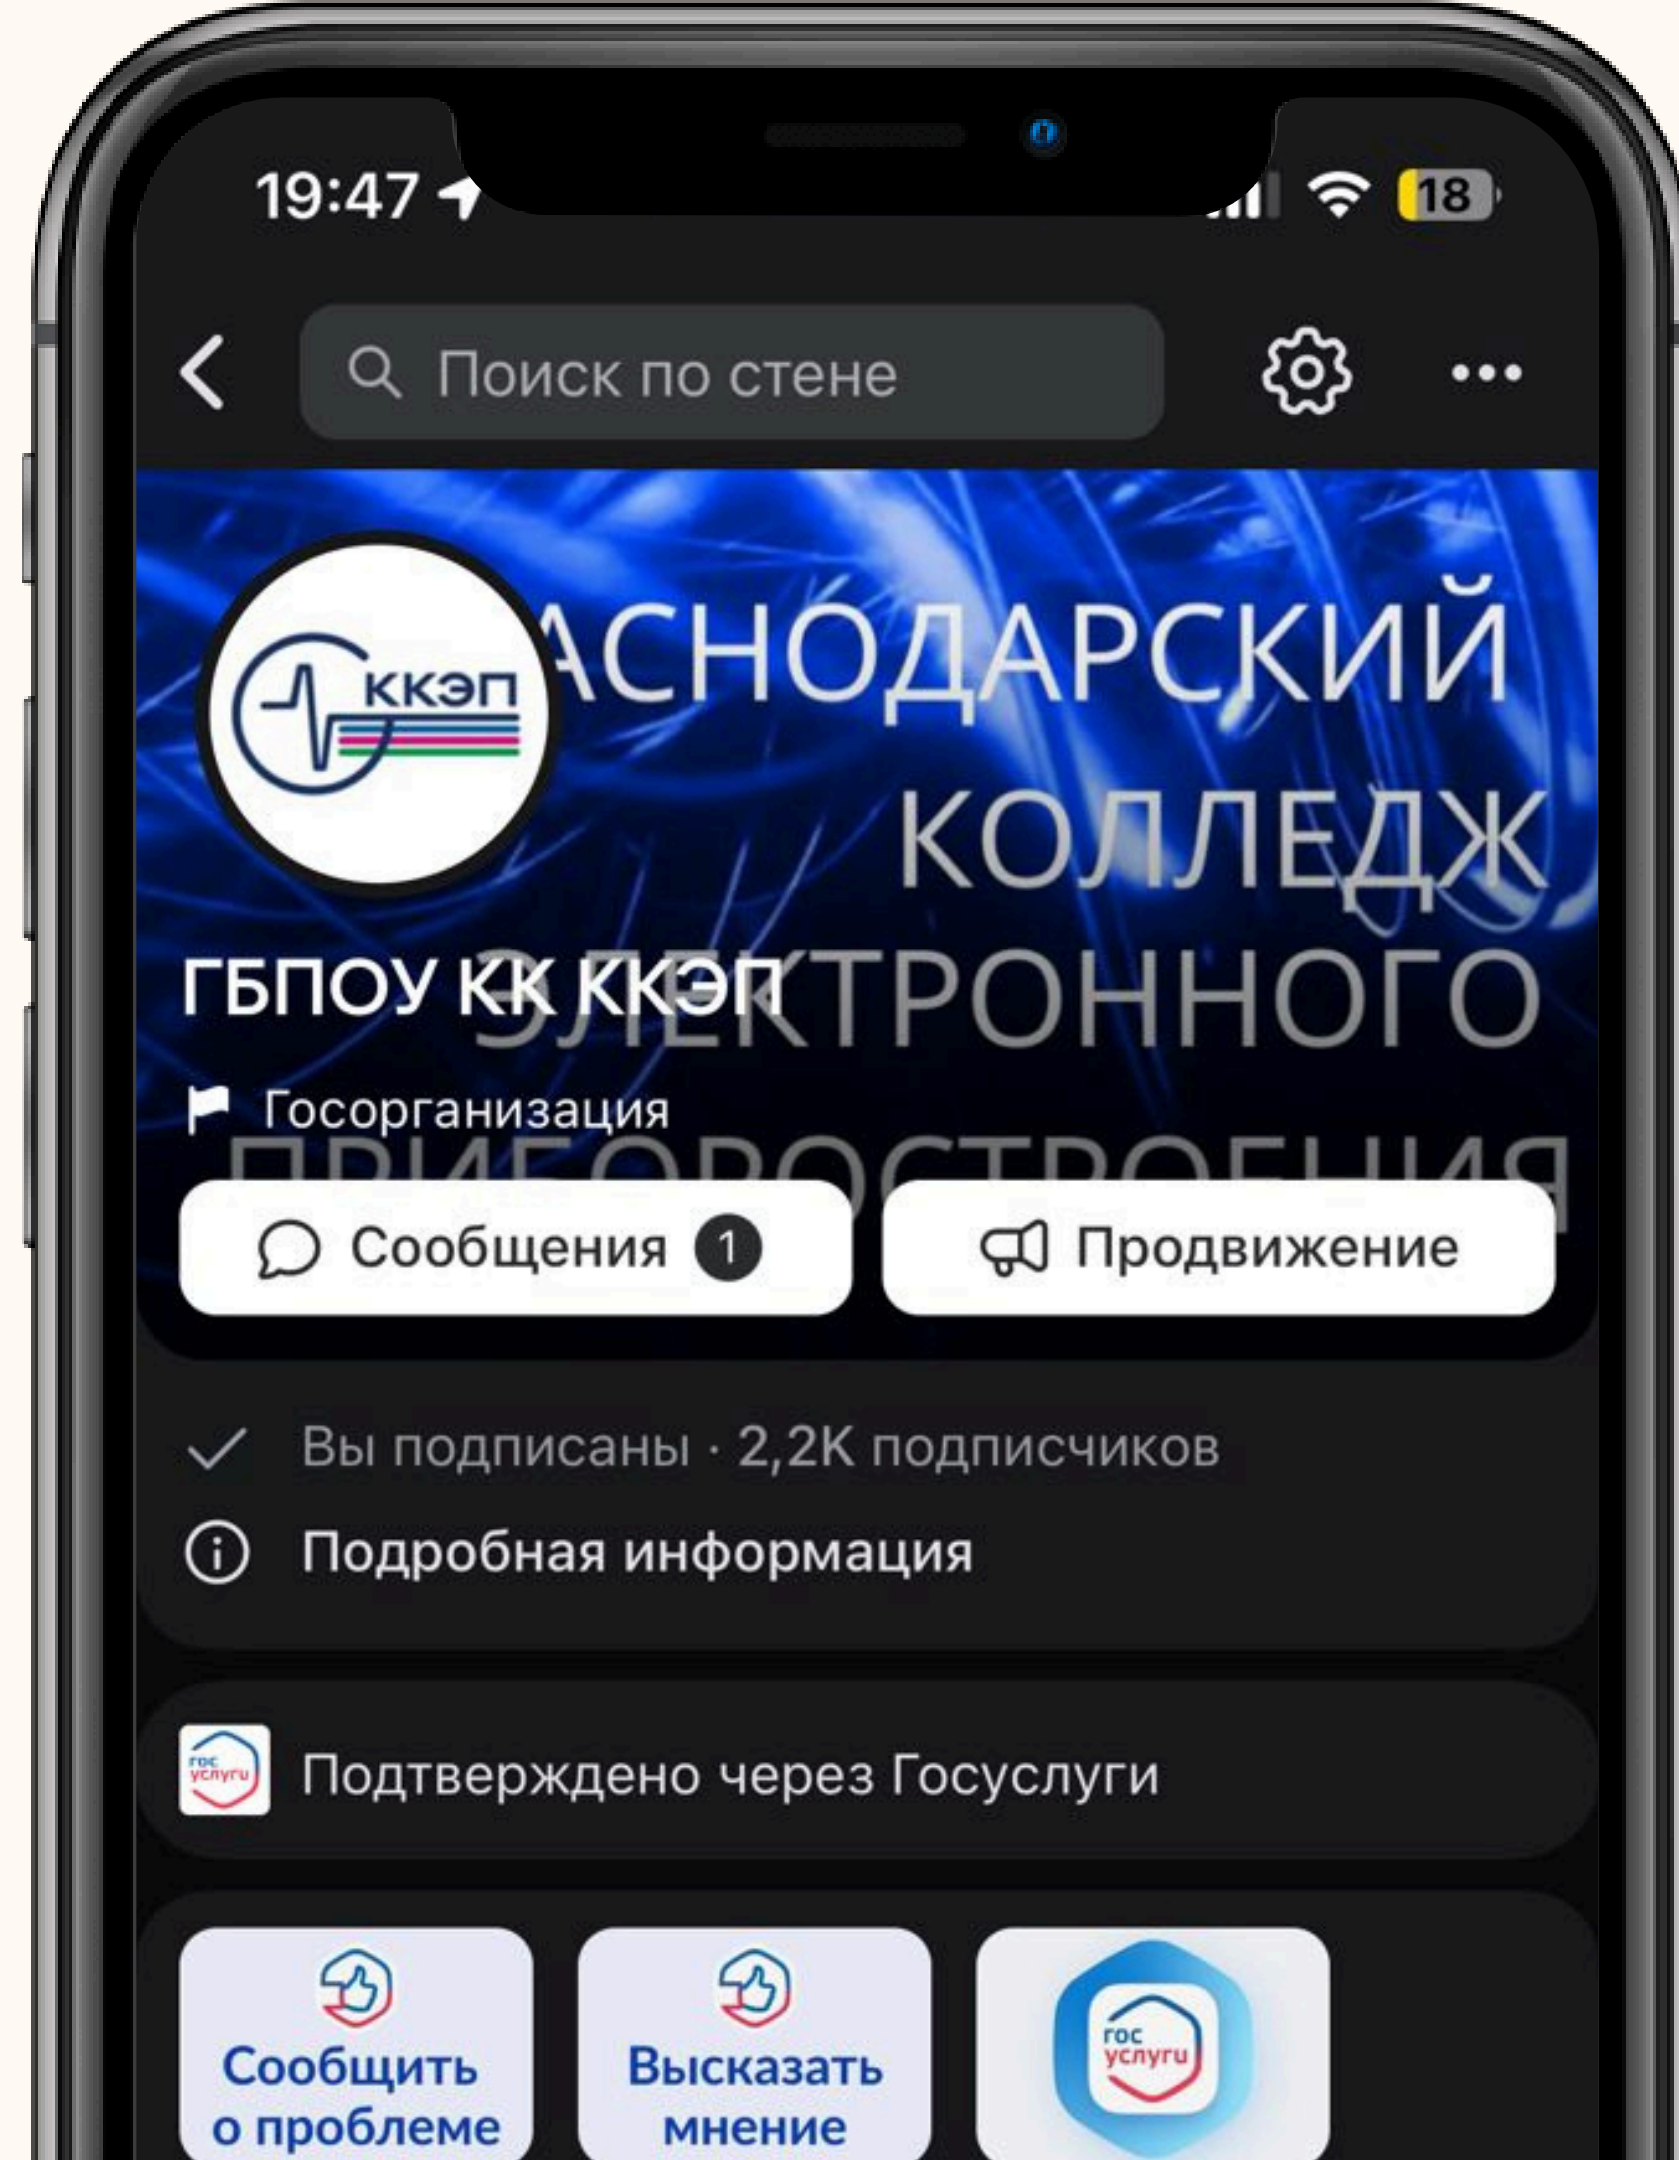 19:47
18
Поиск по стене
АСНОДАРСКИЙ
ККЭП
КОЛЛЕДЖ
ЭЛЕКТРОННОГО
ГБПОУ КК ККЭП
Госорганизация
ПРИБОРОСТРОЕНИЯ
Сообщения 1
Продвижение
Вы подписаны · 2,2K подписчиков
Подробная информация
гос
услуги
Подтверждено через Госуслуги
Сообщить
о проблеме
Высказать
мнение
гос
услуги